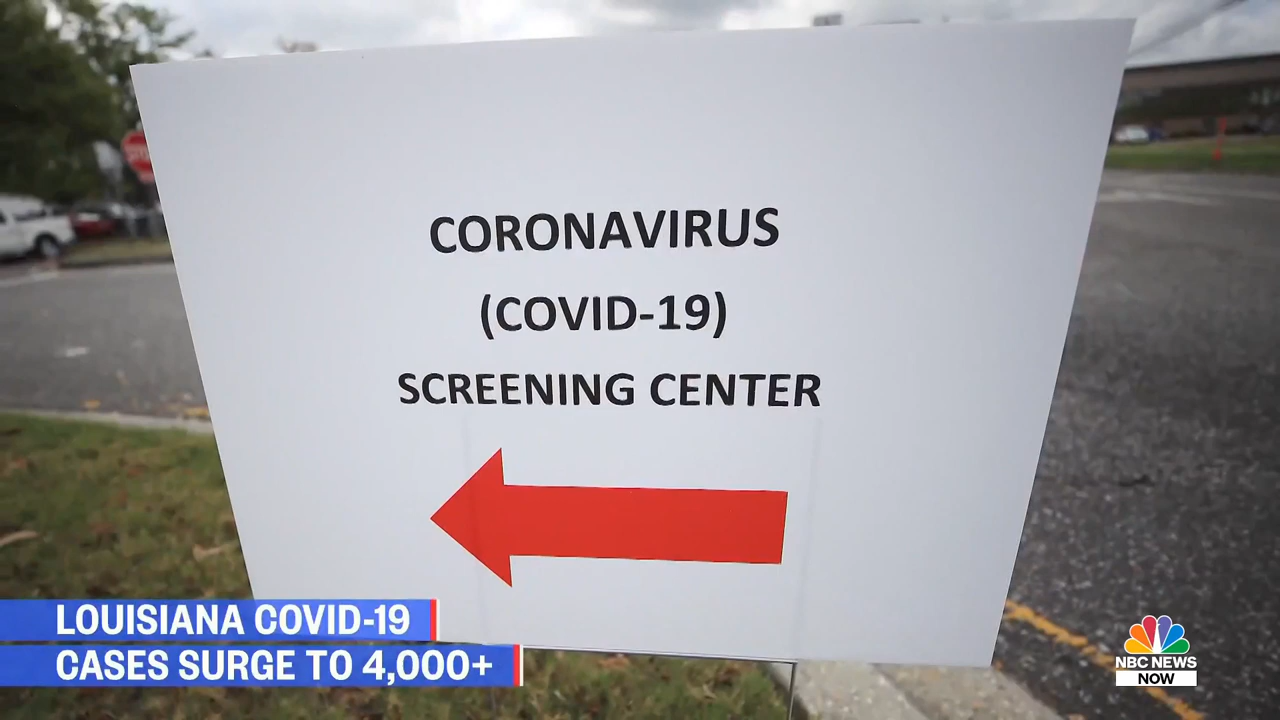 CORONAVIRUS
(COVID-19)
SCREENING CENTER
LOUISIANA COVID-19
CASES SURGE TO 4,000+
NBC NEWS
NOW